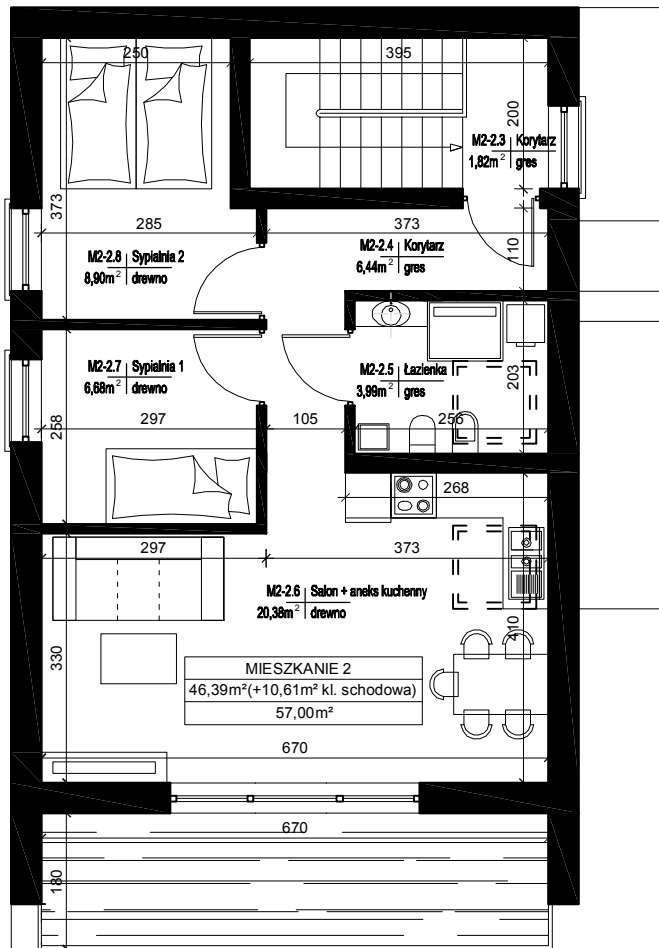 250
395
200
M2-2.3 | Korytarz
1,82m² | gres
373
285
373
M2-2.4 | Korytarz
6,44m² | gres
110
M2-2.8 | Sypialnia 2
8,90m² | drewno
M2-2.7 | Sypialnia 1
6,68m² | drewno
M2-2.5 | Łazienka
3,99m² | gres
203
258
297
105
256
268
297
373
M2-2.6 | Salon + aneks kuchenny
20,38m² | drewno
410
330
MIESZKANIE 2
46,39m²(+10,61m² kl. schodowa)
57,00m²
670
670
180